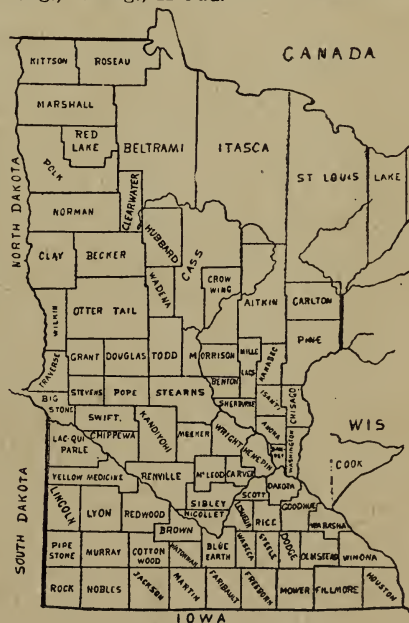 CANADA
KITTSON
ROSEAU
MARSHALL
RED
LAKE
POLK
BELTRAMI
ITASCA
ST LOUIS
LAKE
NORTH DAKOTA
CLEARWATER
NORMAN
HUBBARD
CASS
CLAY
BECKER
WADENA
CROW
WING
AITKIN
CARLTON
OTTER TAIL
WILKIN
PINE
TRAVERSE
GRANT
DOUGLAS
TODD
MORRISON
MILLE
LACS
KANABEC
BENTON
STEVENS
POPE
STEARNS
ISANTI
CHISAGO
BIG
STONE
SHERBURNE
SWIFT.
KANDIYOHI
ANOKA
WIS
LAC-QUI
PARLE
CHIPPEWA
MEEKER
WRIGHT
HENEPIN
WASHINGTON
COOK
YELLOW MEDICINE
RENVILLE
McLEOD
CARVER
DAKOTA
SCOTT
SOUTH DAKOTA
LINCOLN
LYON
REDWOOD
SIBLEY
NICOLLET
RICE
GOODHUE
WABASHA
BROWN
PIPE
STONE
MURRAY
COTTON
WOOD
BLUE
EARTH
WASECA
STEELE
DODGE
OLMSTEAD
WINONA
ROCK
NOBLES
JACKSON
MARTIN
FARIBAULT
FREEBORN
MOWER
FILLMORE
HOUSTON
IOWA